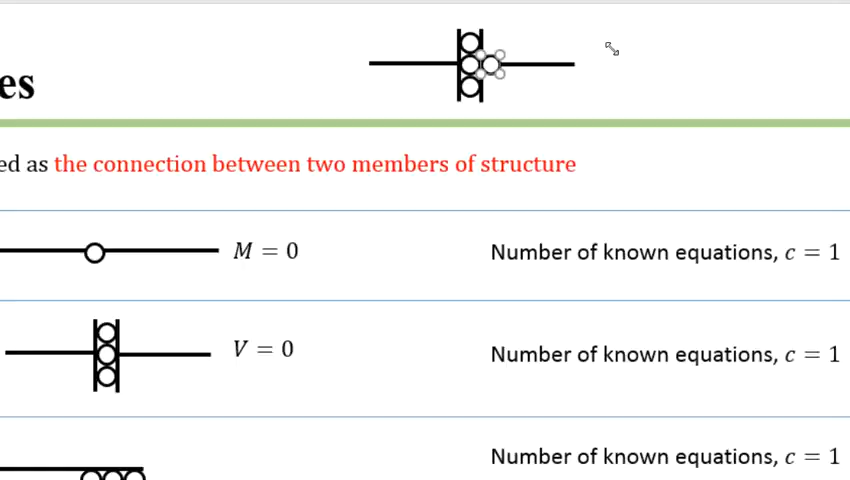 es
ed as the connection between two members of structure
M = 0 Number of known equations, c = 1
V = 0 Number of known equations, c = 1
Number of known equations, c = 1